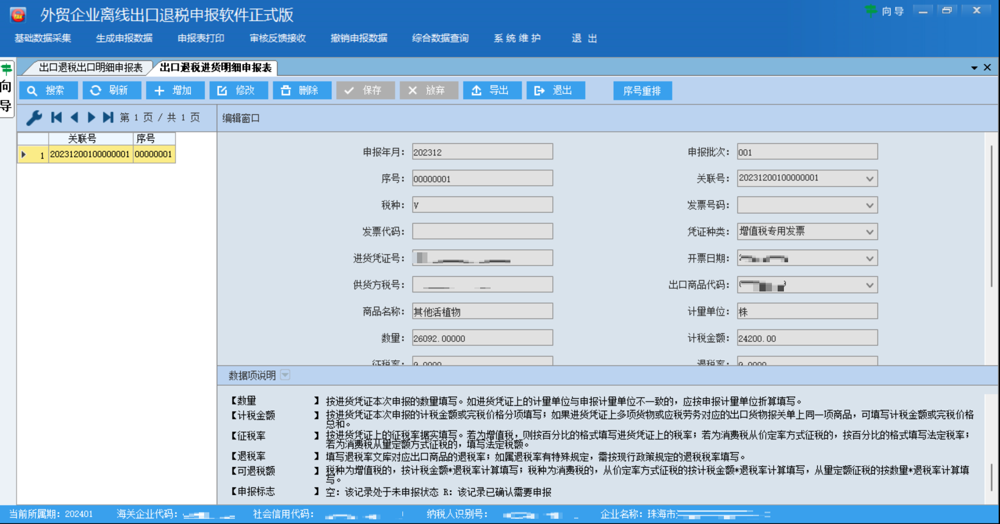 外贸企业离线出口退税申报软件正式版
向导
基础数据采集 生成申报数据 申报表打印 审核反馈接收 撤销申报数据 综合数据查询 系统维护 退出
向导
出口退税出口明细申报表 出口退税进货明细申报表
搜索 刷新 增加 修改 删除 保存 放弃 导出 退出 序号重排
第 1 页 / 共 1 页
编辑窗口
关联号 序号
1 20231200100000001 00000001
申报年月: 202312 申报批次: 001
序号: 00000001 关联号: 20231200100000001
税种: V 发票号码:
发票代码: 凭证种类: 增值税专用发票
进货凭证号: 开票日期:
供货方税号: 出口商品代码:
商品名称: 其他活植物 计量单位: 株
数量: 26092.00000 计税金额: 24200.00
征税率: 9.0000 退税率: 9.0000
数据项说明
【数量】 按进货凭证本次申报的数量填写。如进货凭证上的计量单位与申报计量单位不一致的，应按申报计量单位折算填写。
【计税金额】 按进货凭证本次申报的计税金额或完税价格分项填写；如果进货凭证上多项货物或应税劳务对应的出口货物报关单上同一项商品，可填写计税金额或完税价格
总和。
【征税率】 按进货凭证上的征税率据实填写。若为增值税，则按百分比的格式填写进货凭证上的税率；若为消费税从价定率方式征税的，按百分比的格式填写法定税率；
若为消费税从量定额方式征税的，填写法定税额。
【退税率】 填写退税率文库对应出口商品的退税率；如属退税率有特殊规定，需按现行政策规定的退税税率填写。
【可退税额】 税种为增值税的，按计税金额*退税率计算填写；税种为消费税的，从价定率方式征税的按计税金额*退税率计算填写，从量定额征税的按数量*退税率计算填
写。
【申报标志】 空：该记录处于未申报状态 R：该记录已确认需要申报
当前所属期: 202401 海关企业代码: 社会信用代码: 纳税人识别号: 企业名称: 珠海市